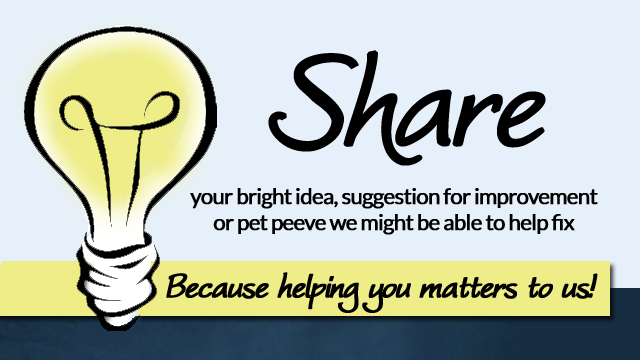 Share
your bright idea, suggestion for improvement
or pet peeve we might be able to help fix
Because helping you matters to us!